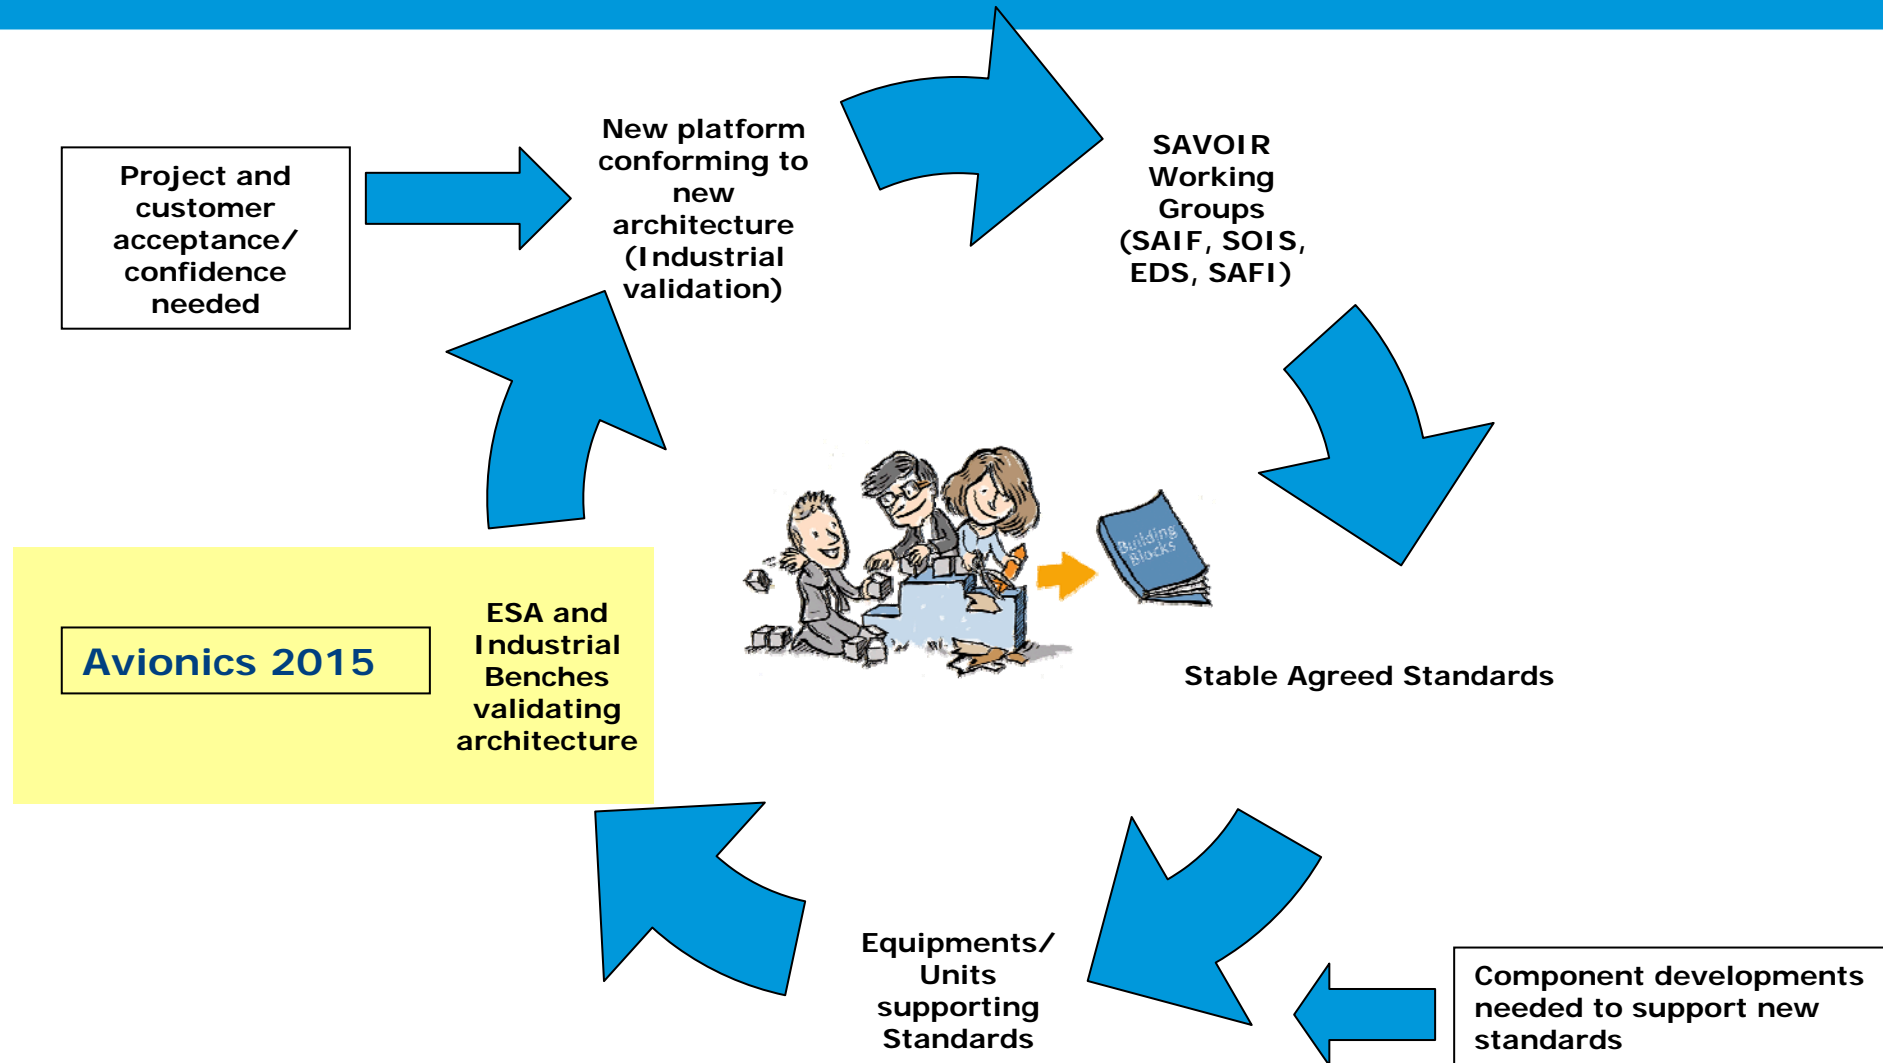 Project and
customer
acceptance/
confidence
needed
New platform
conforming to
new
architecture
(Industrial
validation)
SAVOIR
Working
Groups
(SAIF, SOIS,
EDS, SAFI)
Building
Blocks
Avionics 2015
ESA and
Industrial
Benches
validating
architecture
Stable Agreed Standards
Equipments/
Units
supporting
Standards
Component developments
needed to support new
standards